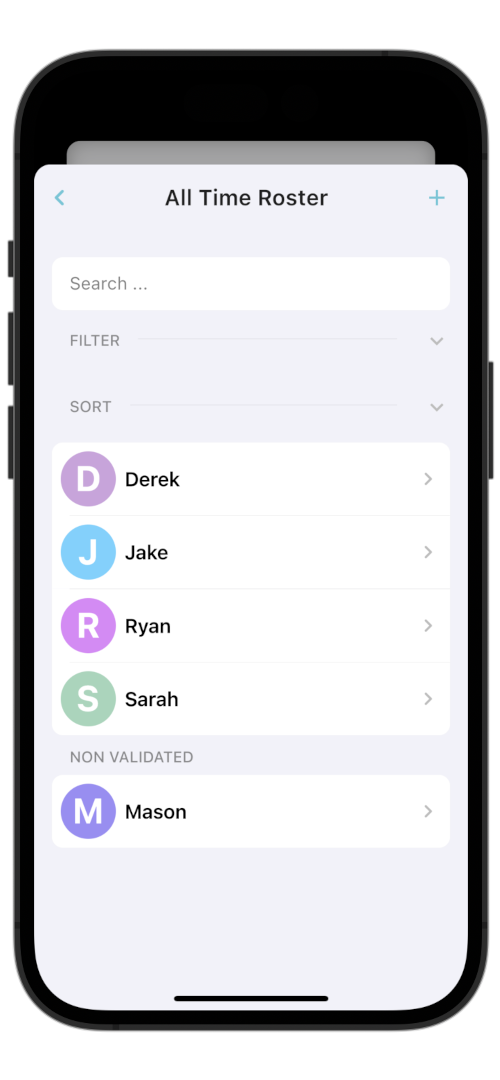 All Time Roster
Search ...
FILTER
SORT
D Derek
J Jake
R Ryan
S Sarah
NON VALIDATED
M Mason